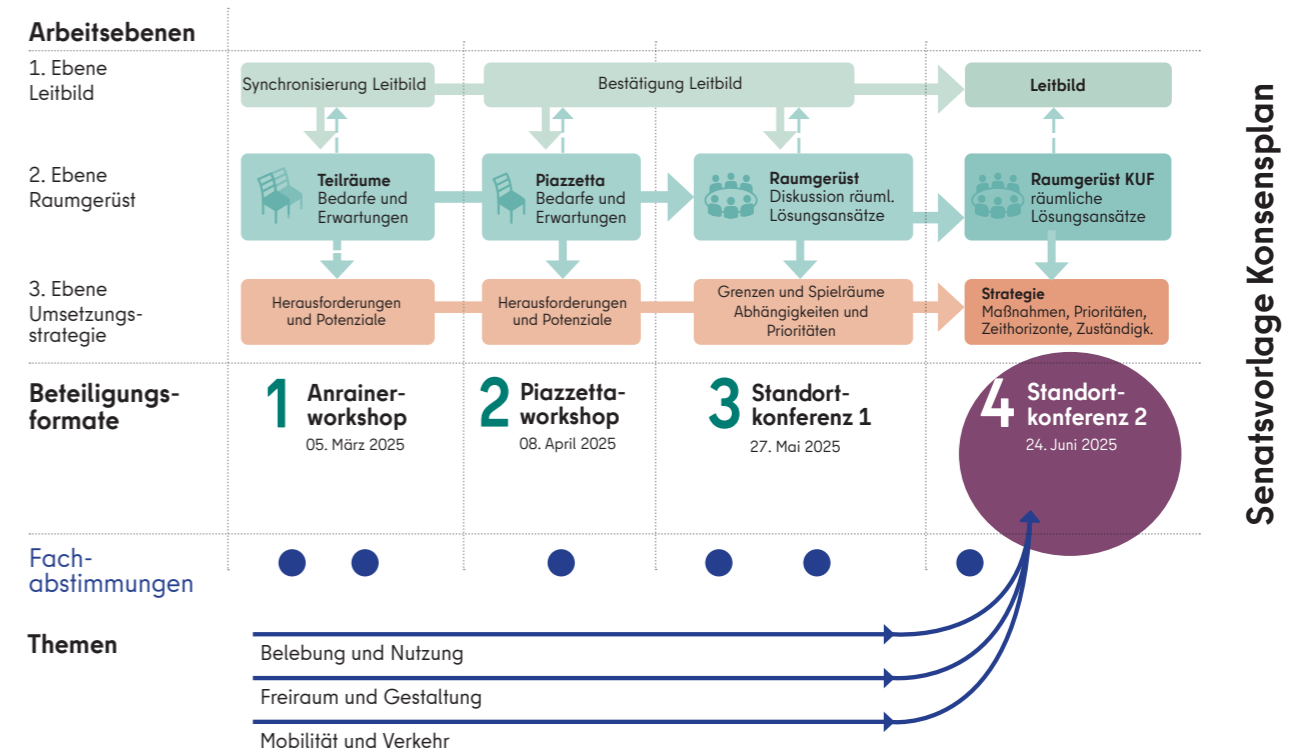 Arbeitsebenen
1. Ebene
Leitbild
Synchronisierung Leitbild
Bestätigung Leitbild
Leitbild
2. Ebene
Raumgerüst
Teilräume
Bedarfe und
Erwartungen
Piazzetta
Bedarfe und
Erwartungen
Raumgerüst
Diskussion räuml.
Lösungsansätze
Raumgerüst KUF
räumliche
Lösungsansätze
3. Ebene
Umsetzungs-
strategie
Herausforderungen
und Potenziale
Herausforderungen
und Potenziale
Grenzen und Spielräume
Abhängigkeiten und
Prioritäten
Strategie
Maßnahmen, Prioritäten,
Zeithorizonte, Zuständigk.
Beteiligungs-
formate
1 Anrainer-
workshop
05. März 2025
2 Piazzetta-
workshop
08. April 2025
3 Standort-
konferenz 1
27. Mai 2025
4 Standort-
konferenz 2
24. Juni 2025
Fach-
abstimmungen
Themen
Belebung und Nutzung
Freiraum und Gestaltung
Mobilität und Verkehr
Senatsvorlage Konsensplan